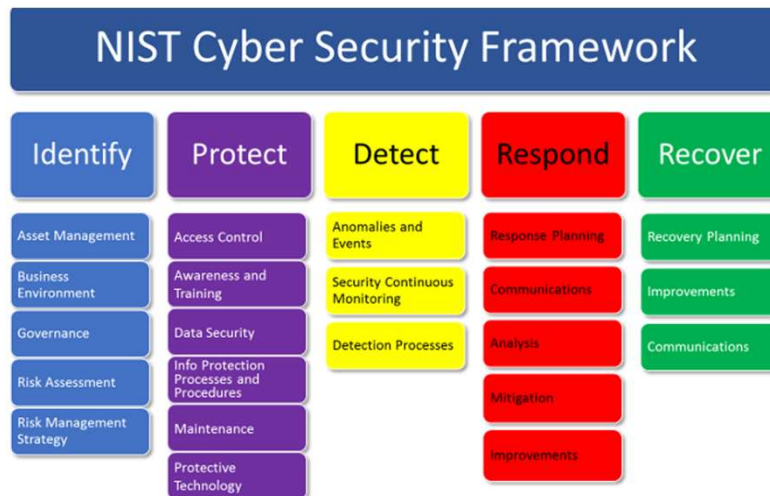 NIST Cyber Security Framework
Identify
Protect
Detect
Respond
Recover
Asset Management
Business
Environment
Governance
Risk Assessment
Risk Management
Strategy
Access Control
Awareness and
Training
Data Security
Info Protection
Processes and
Procedures
Maintenance
Protective
Technology
Anomalies and
Events
Security Continuous
Monitoring
Detection Processes
Response Planning
Communications
Analysis
Mitigation
Improvements
Recovery Planning
Improvements
Communications